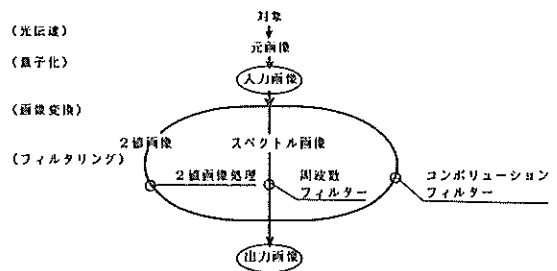 対象
(光伝達)
元画像
(量子化)
入力画像
(画像変換)
2値画像
スペクトル画像
(フィルタリング)
2値画像処理
周波数
フィルター
コンボリューション
フィルター
出力画像